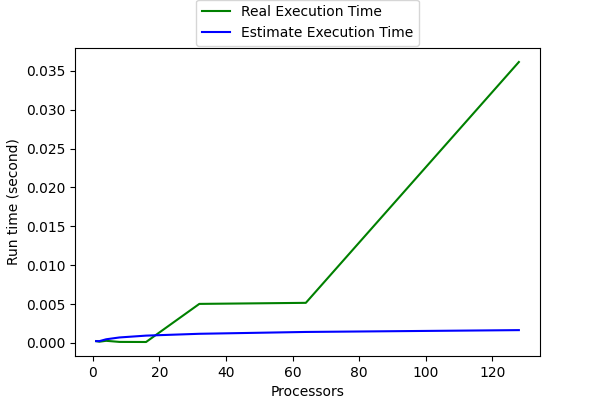 Real Execution Time
Estimate Execution Time
Run time (second)
0.035
0.030
0.025
0.020
0.015
0.010
0.005
0.000
0 20 40 60 80 100 120
Processors